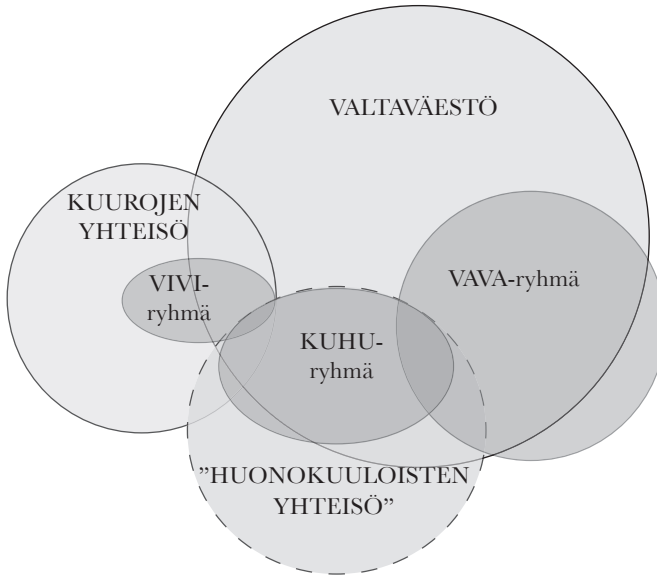 VALTAVÄESTÖ
KUUROJEN
YHTEISÖ
VIVI-
ryhmä
VAVA-ryhmä
KUHU-
ryhmä
”HUONOKUULOISTEN
YHTEISÖ”